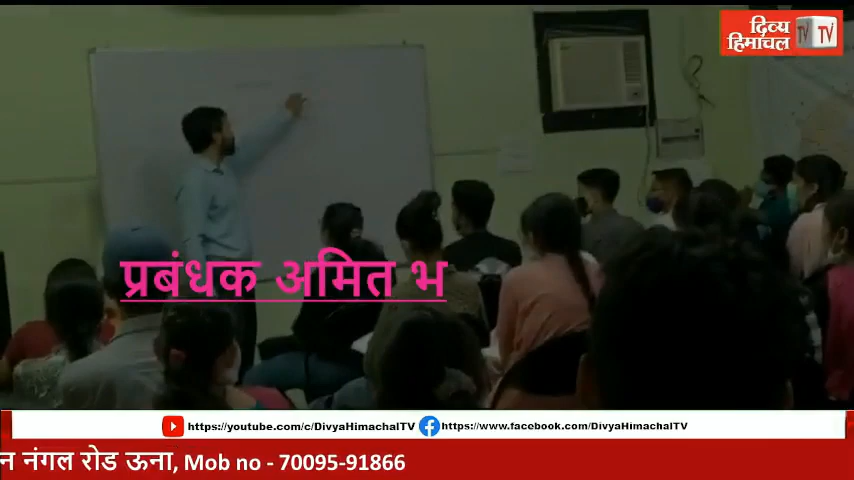 दिव्य
हिमाचल TV TV
प्रबंधक अमित भ
https://youtube.com/c/DivyaHimachalTV https://www.facebook.com/DivyaHimachalTV
न नंगल रोड ऊना, Mob no - 70095-91866